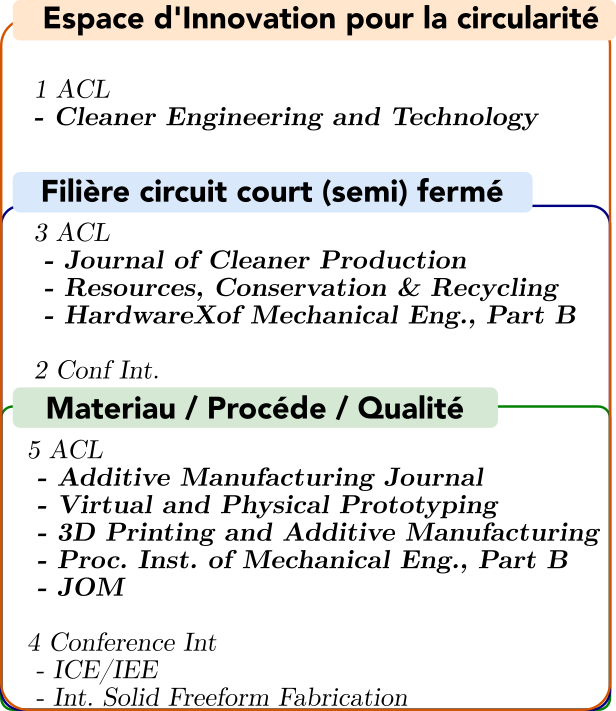 Espace d'Innovation pour la circularité
1 ACL
- Cleaner Engineering and Technology
Filière circuit court (semi) fermé
3 ACL
- Journal of Cleaner Production
- Resources, Conservation & Recycling
- HardwareXof Mechanical Eng., Part B
2 Conf Int.
Materiau / Procéde / Qualité
5 ACL
- Additive Manufacturing Journal
- Virtual and Physical Prototyping
- 3D Printing and Additive Manufacturing
- Proc. Inst. of Mechanical Eng., Part B
- JOM
4 Conference Int
- ICE/IEE
- Int. Solid Freeform Fabrication